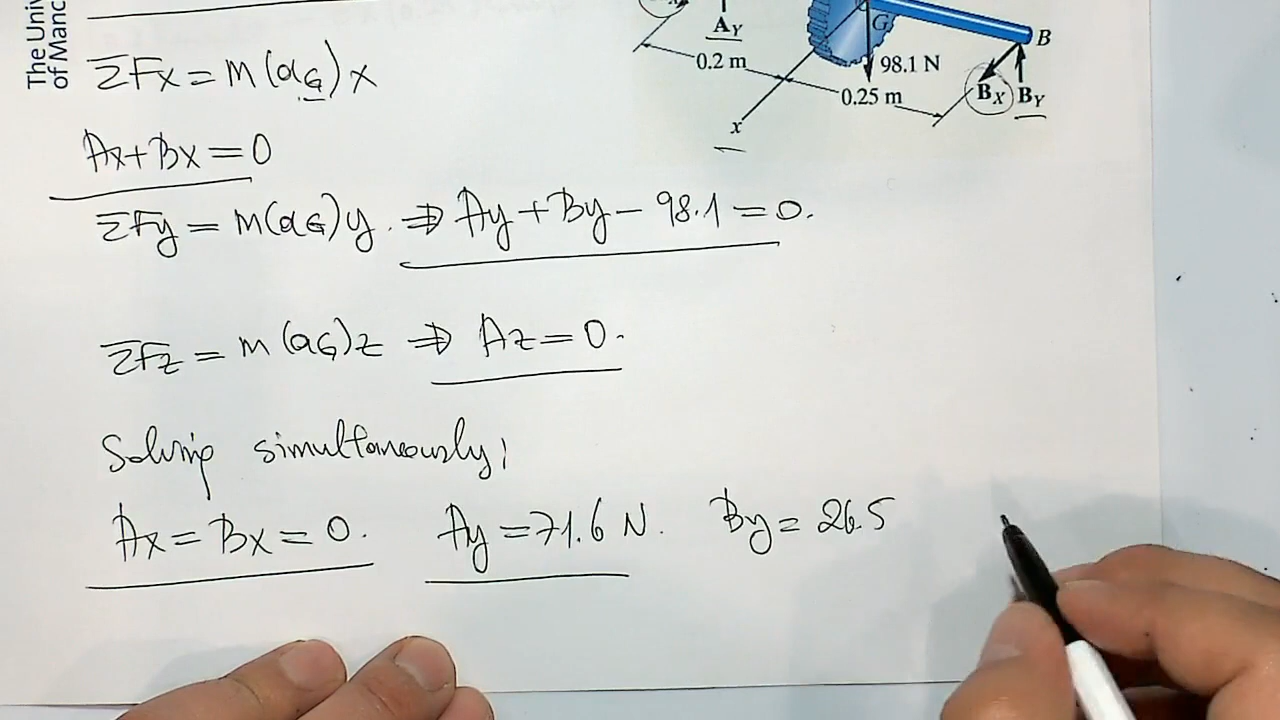 The Univ
of Manc
A_Y
G
B
0.2 m
98.1 N
0.25 m
B_X B_Y
x
ΣFx = m(aG)x
Ax+Bx=0
ΣFy = m(aG)y. ⇒ Ay+By-98.1=0.
ΣFz = m(aG)z ⇒ Az=0.
Solving simultaneously;
Ax=Bx=0. Ay=71.6 N. By=26.5